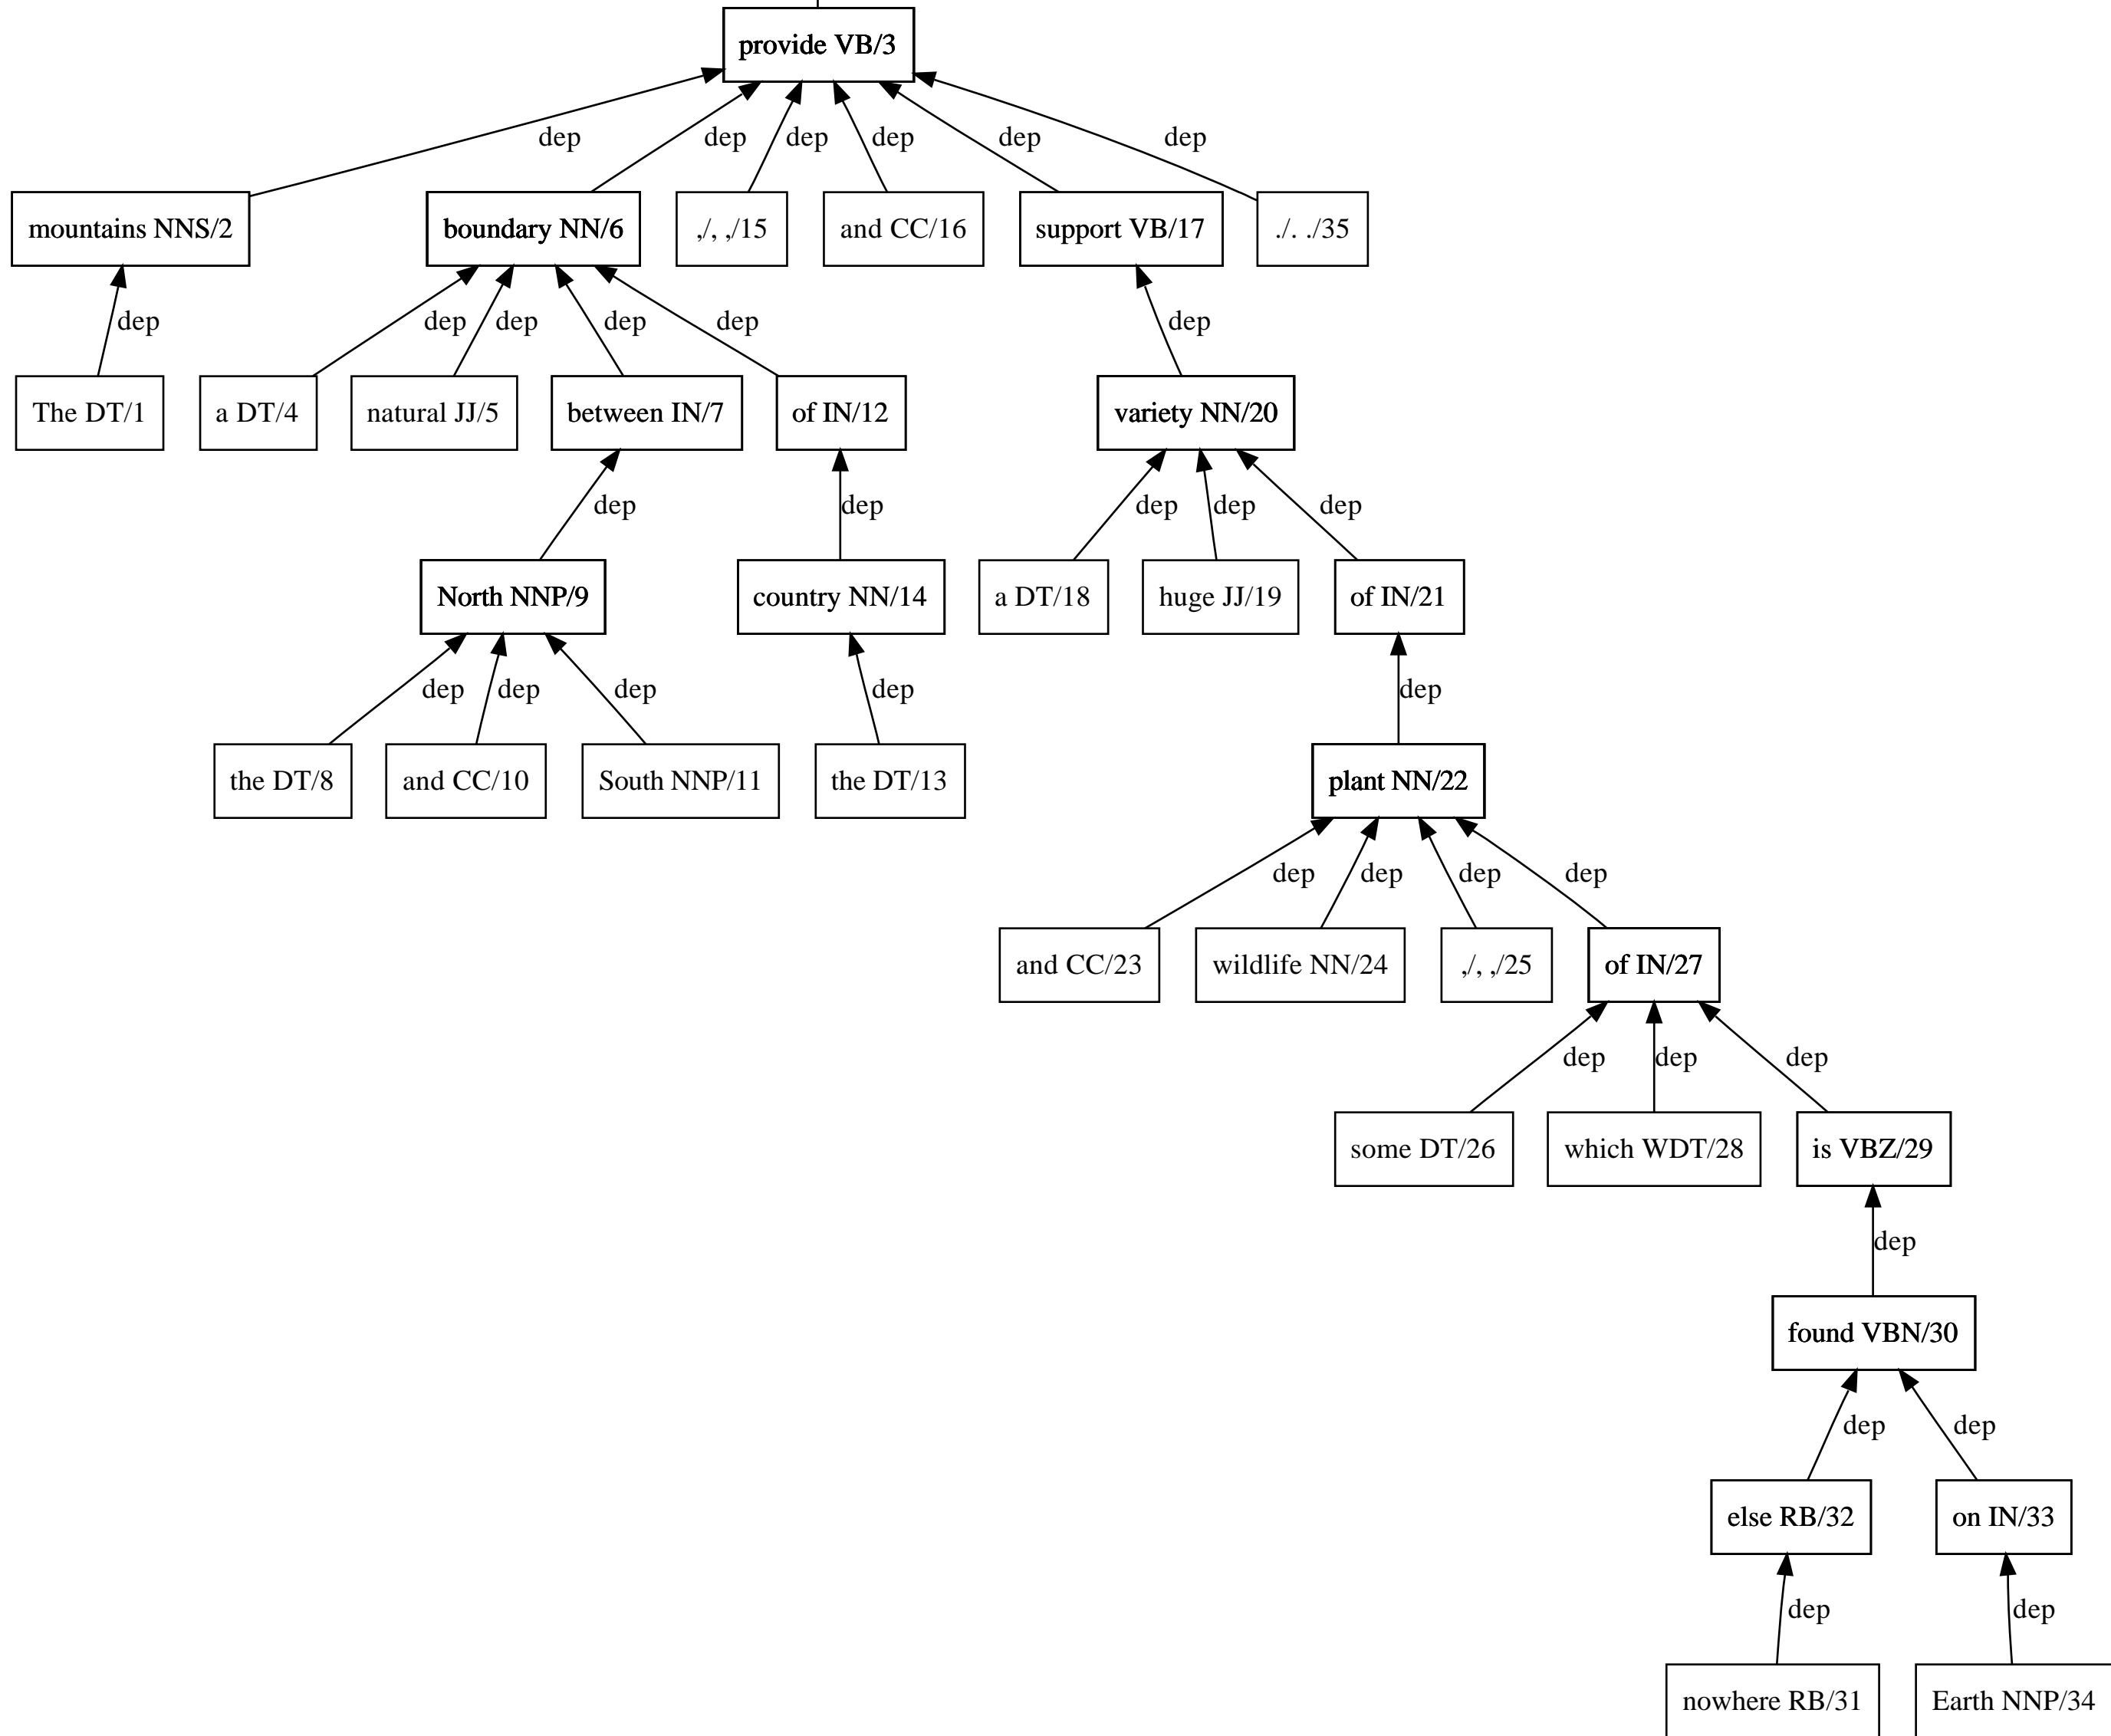 provide VB/3
dep dep dep dep dep dep
mountains NNS/2 boundary NN/6 ,/, ,/15 and CC/16 support VB/17 ./. ./35
dep dep dep dep dep dep
The DT/1 a DT/4 natural JJ/5 between IN/7 of IN/12 variety NN/20
dep dep dep dep dep
North NNP/9 country NN/14 a DT/18 huge JJ/19 of IN/21
dep dep dep dep dep
the DT/8 and CC/10 South NNP/11 the DT/13 plant NN/22
dep dep dep dep
and CC/23 wildlife NN/24 ,/, ,/25 of IN/27
dep dep dep
some DT/26 which WDT/28 is VBZ/29
dep
found VBN/30
dep dep
else RB/32 on IN/33
dep dep
nowhere RB/31 Earth NNP/34